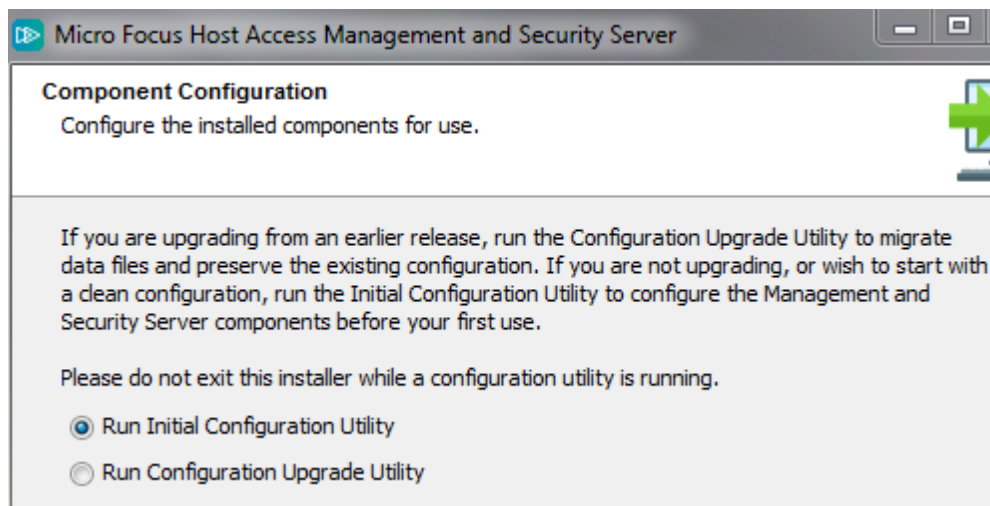 Micro Focus Host Access Management and Security Server
Component Configuration
Configure the installed components for use.
If you are upgrading from an earlier release, run the Configuration Upgrade Utility to migrate
data files and preserve the existing configuration. If you are not upgrading, or wish to start with
a clean configuration, run the Initial Configuration Utility to configure the Management and
Security Server components before your first use.
Please do not exit this installer while a configuration utility is running.
Run Initial Configuration Utility
Run Configuration Upgrade Utility